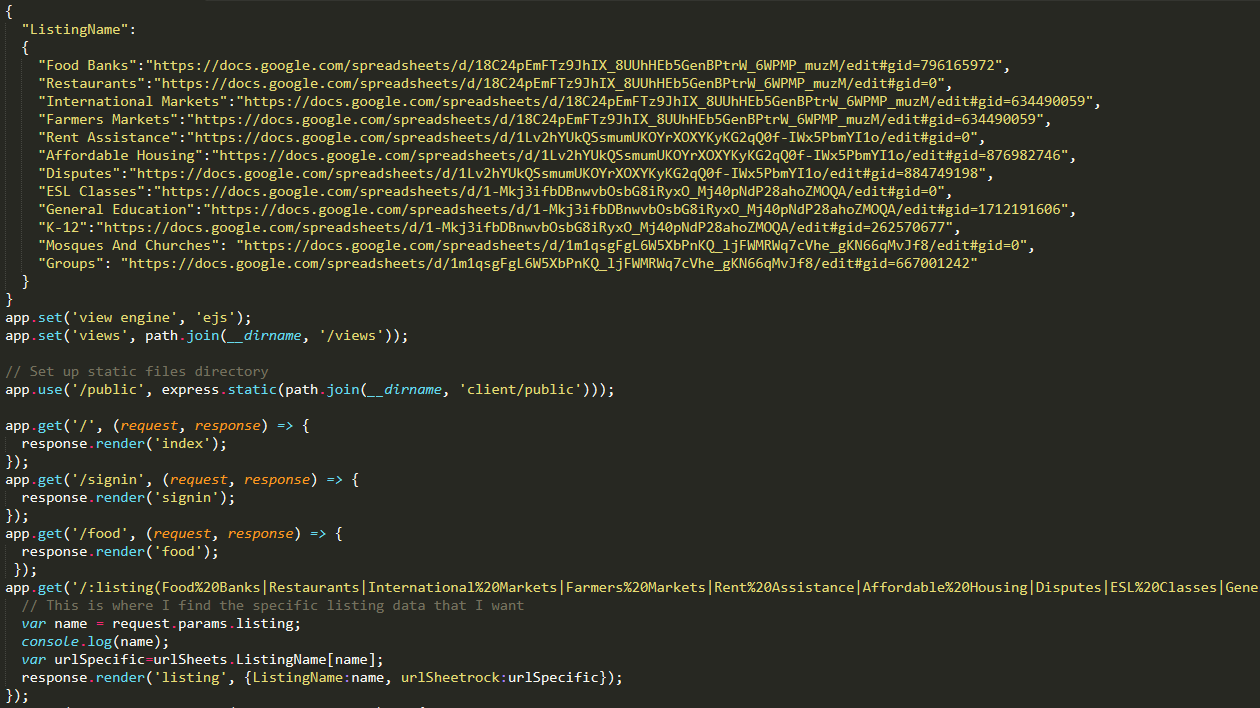 {
"ListingName":
{
"Food Banks":"https://docs.google.com/spreadsheets/d/18C24pEmFTz9JhIX_8UUhHEb5GenBPtrW_6WPMP_muzM/edit#gid=796165972",
"Restaurants":"https://docs.google.com/spreadsheets/d/18C24pEmFTz9JhIX_8UUhHEb5GenBPtrW_6WPMP_muzM/edit#gid=0",
"International Markets":"https://docs.google.com/spreadsheets/d/18C24pEmFTz9JhIX_8UUhHEb5GenBPtrW_6WPMP_muzM/edit#gid=634490059",
"Farmers Markets":"https://docs.google.com/spreadsheets/d/18C24pEmFTz9JhIX_8UUhHEb5GenBPtrW_6WPMP_muzM/edit#gid=634490059",
"Rent Assistance":"https://docs.google.com/spreadsheets/d/1Lv2hYUkQSsmumUKOYrXOXYKyKG2qQ0f-IWx5PbmYI1o/edit#gid=0",
"Affordable Housing":"https://docs.google.com/spreadsheets/d/1Lv2hYUkQSsmumUKOYrXOXYKyKG2qQ0f-IWx5PbmYI1o/edit#gid=876982746",
"Disputes":"https://docs.google.com/spreadsheets/d/1Lv2hYUkQSsmumUKOYrXOXYKyKG2qQ0f-IWx5PbmYI1o/edit#gid=884749198",
"ESL Classes":"https://docs.google.com/spreadsheets/d/1-Mkj3ifbDBnwvbOsbG8iRyxO_Mj40pNdP28ahoZMOQA/edit#gid=0",
"General Education":"https://docs.google.com/spreadsheets/d/1-Mkj3ifbDBnwvbOsbG8iRyxO_Mj40pNdP28ahoZMOQA/edit#gid=1712191606",
"K-12":"https://docs.google.com/spreadsheets/d/1-Mkj3ifbDBnwvbOsbG8iRyxO_Mj40pNdP28ahoZMOQA/edit#gid=262570677",
"Mosques And Churches": "https://docs.google.com/spreadsheets/d/1m1qsgFgL6W5XbPnKQ_ljFWMRWq7cVhe_gKN66qMvJf8/edit#gid=0",
"Groups": "https://docs.google.com/spreadsheets/d/1m1qsgFgL6W5XbPnKQ_ljFWMRWq7cVhe_gKN66qMvJf8/edit#gid=667001242"
}
}
app.set('view engine', 'ejs');
app.set('views', path.join(__dirname, '/views'));
// Set up static files directory
app.use('/public', express.static(path.join(__dirname, 'client/public')));
app.get('/', (request, response) => {
response.render('index');
});
app.get('/signin', (request, response) => {
response.render('signin');
});
app.get('/food', (request, response) => {
response.render('food');
});
app.get('/:listing(Food%20Banks|Restaurants|International%20Markets|Farmers%20Markets|Rent%20Assistance|Affordable%20Housing|Disputes|ESL%20Classes|Gene
// This is where I find the specific listing data that I want
var name = request.params.listing;
console.log(name);
var urlSpecific=urlSheets.ListingName[name];
response.render('listing', {ListingName:name, urlSheetrock:urlSpecific});
});